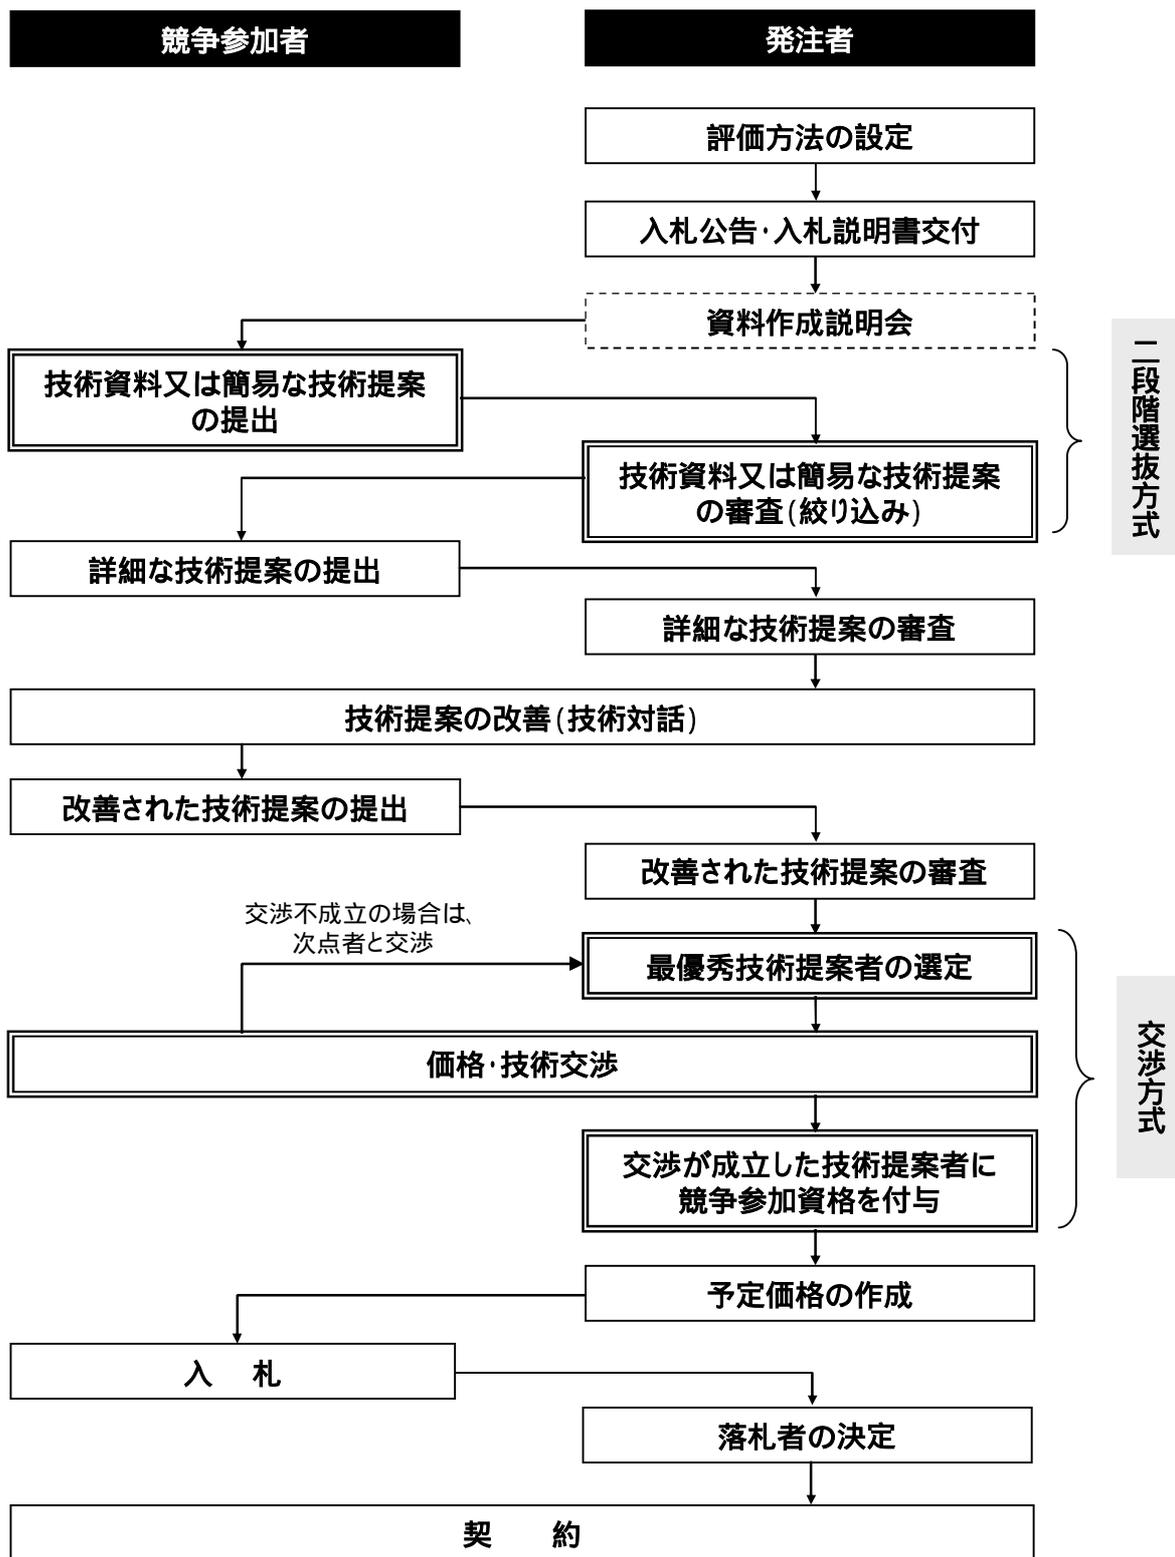 競争参加者
発注者
評価方法の設定
入札公告・入札説明書交付
資料作成説明会
技術資料又は簡易な技術提案
の提出
技術資料又は簡易な技術提案
の審査(絞り込み)
二段階選抜方式
詳細な技術提案の提出
詳細な技術提案の審査
技術提案の改善(技術対話)
改善された技術提案の提出
改善された技術提案の審査
交渉不成立の場合は、
次点者と交渉
最優秀技術提案者の選定
価格・技術交渉
交渉方式
交渉が成立した技術提案者に
競争参加資格を付与
予定価格の作成
入 札
落札者の決定
契 約